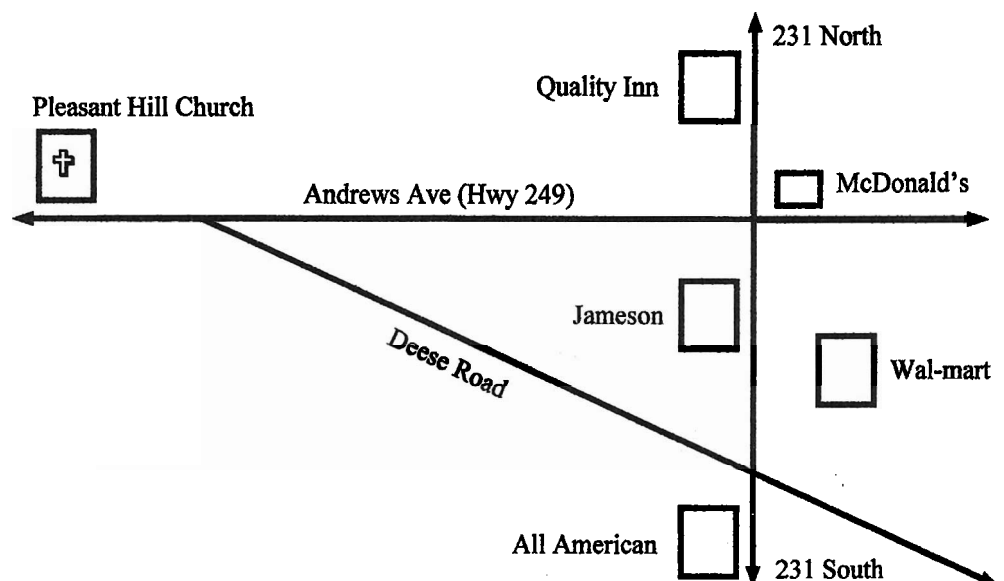 231 North
Quality Inn
Pleasant Hill Church
McDonald's
Andrews Ave (Hwy 249)
Jameson
Deese Road
Wal-mart
All American
231 South